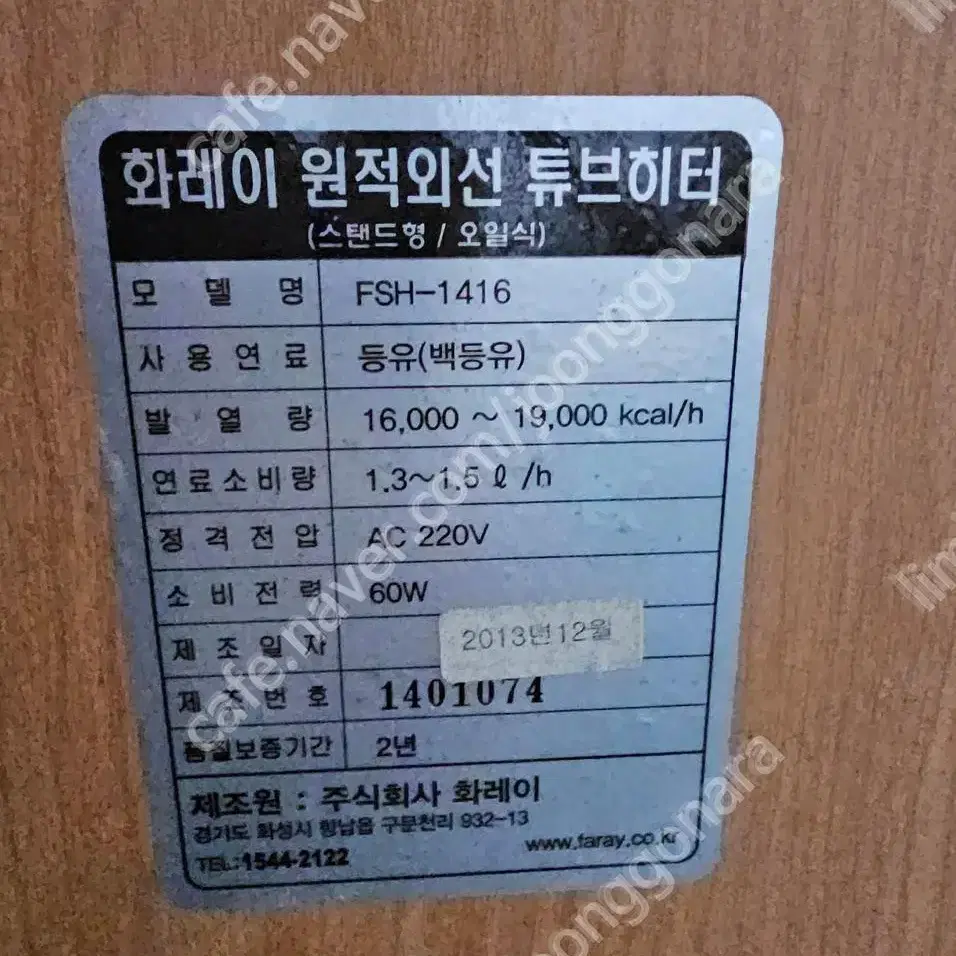 화레이 원적외선 튜브히터
(스탠드형 / 오일식)
모 델 명 FSH-1416
사 용 연 료 등유(백등유)
발 열 량 16,000 ~ 19,000 kcal/h
연료소비량 1.3~1.5 ℓ /h
정 격 전 압 AC 220V
소 비 전 력 60W
제 조 일 자 2013년12월
제 조 번 호 1401074
품질보증기간 2년
제조원 : 주식회사 화레이
경기도 화성시 향남읍 구문천리 932-13
www.faray.co.kr
TEL:1544-2122
cafe.naver.com/joonggonara
cafe.naver
joonggonara
lim
lim